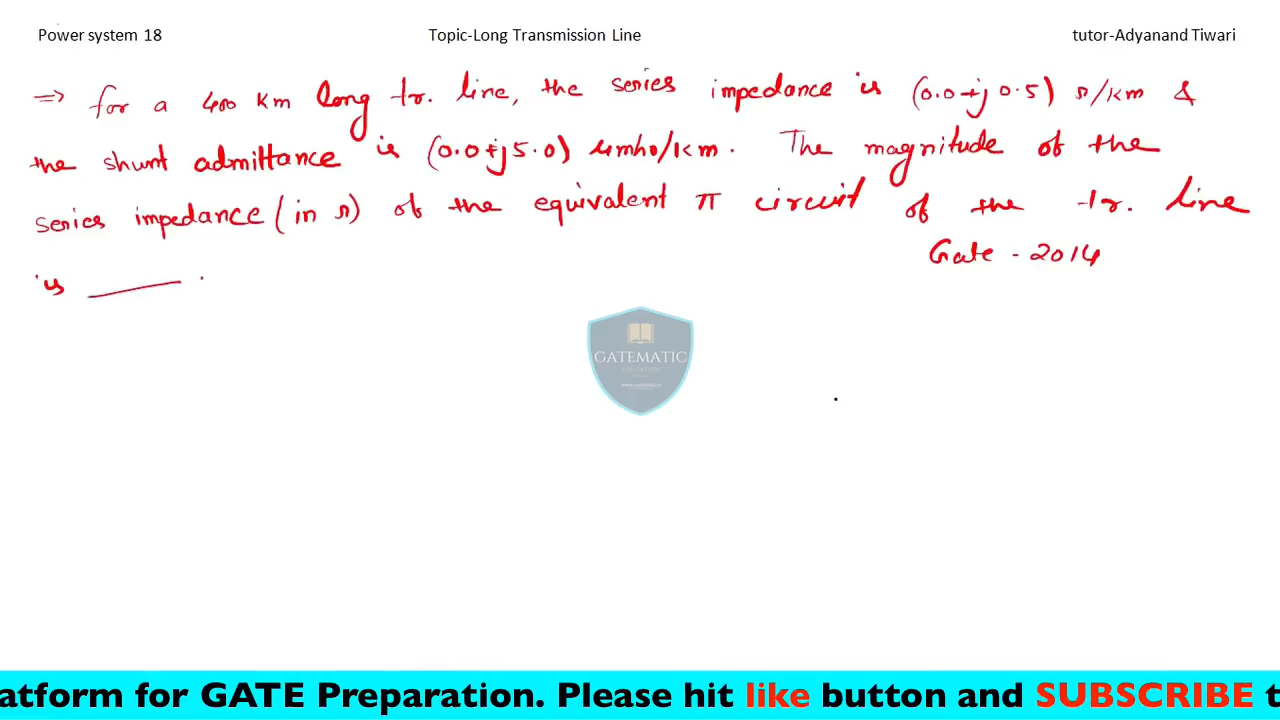 Power system 18 Topic-Long Transmission Line tutor-Adyanand Tiwari
⇒ for a 400 km long tr. line, the series impedance is (0.0+j 0.5) Ω/km &
the shunt admittance is (0.0+j5.0) μmho/km. The magnitude of the
series impedance (in Ω) of the equivalent π circuit of the tr. line
Gate - 2014
is ______ .
GATEMATIC
EDUCATION
atform for GATE Preparation. Please hit like button and SUBSCRIBE t